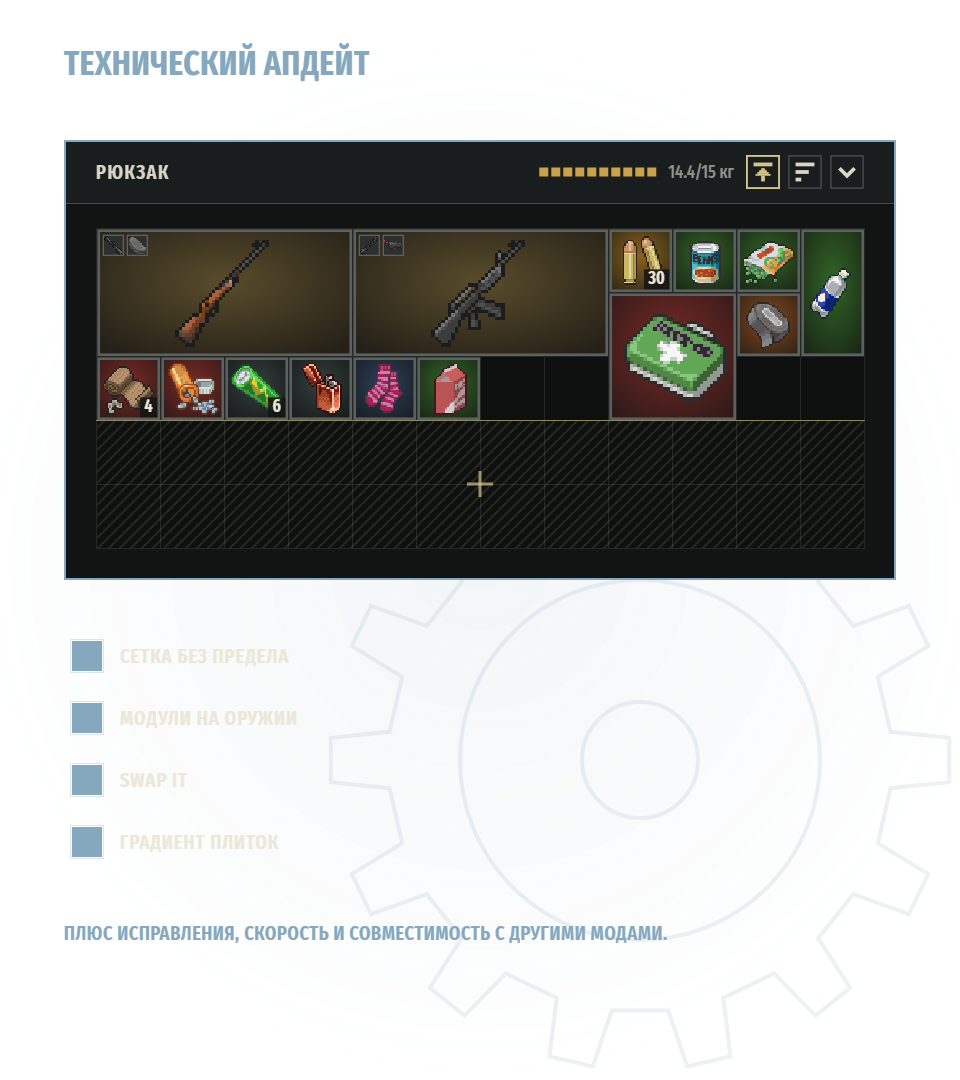 ТЕХНИЧЕСКИЙ АПДЕЙТ
РЮКЗАК
14.4/15 кг
30
BEANS
4
6
СЕТКА БЕЗ ПРЕДЕЛА
МОДУЛИ НА ОРУЖИИ
SWAP IT
ГРАДИЕНТ ПЛИТОК
ПЛЮС ИСПРАВЛЕНИЯ, СКОРОСТЬ И СОВМЕСТИМОСТЬ С ДРУГИМИ МОДАМИ.